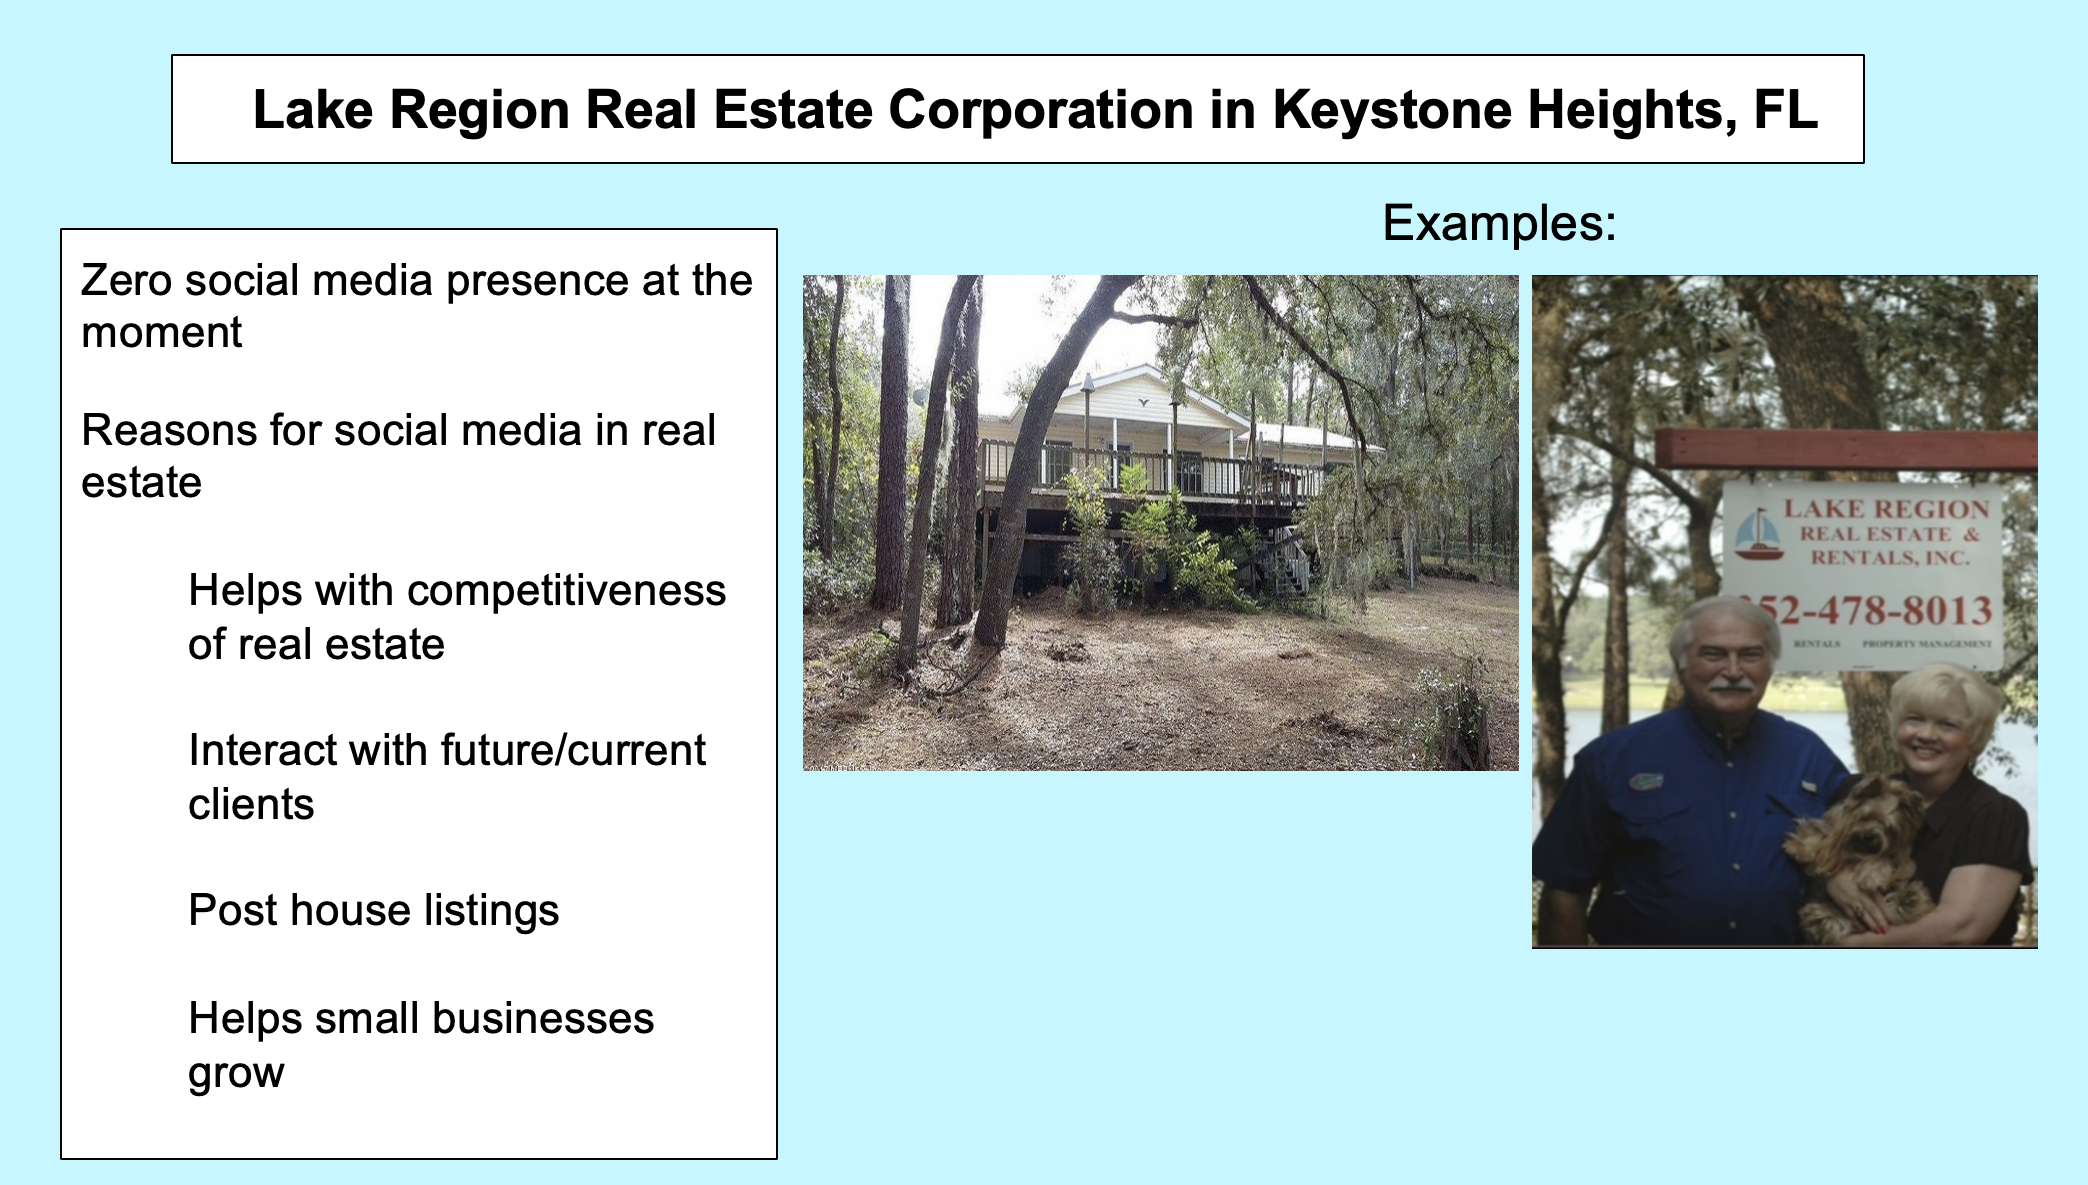 Lake Region Real Estate Corporation in Keystone Heights, FL
Zero social media presence at the
moment
Reasons for social media in real
estate
Helps with competitiveness
of real estate
Interact with future/current
clients
Post house listings
Helps small businesses
grow
Examples:
LAKE REGION
REAL ESTATE &
RENTALS, INC.
52-478-8013
RENTALS PROPERTY MANAGEMENT